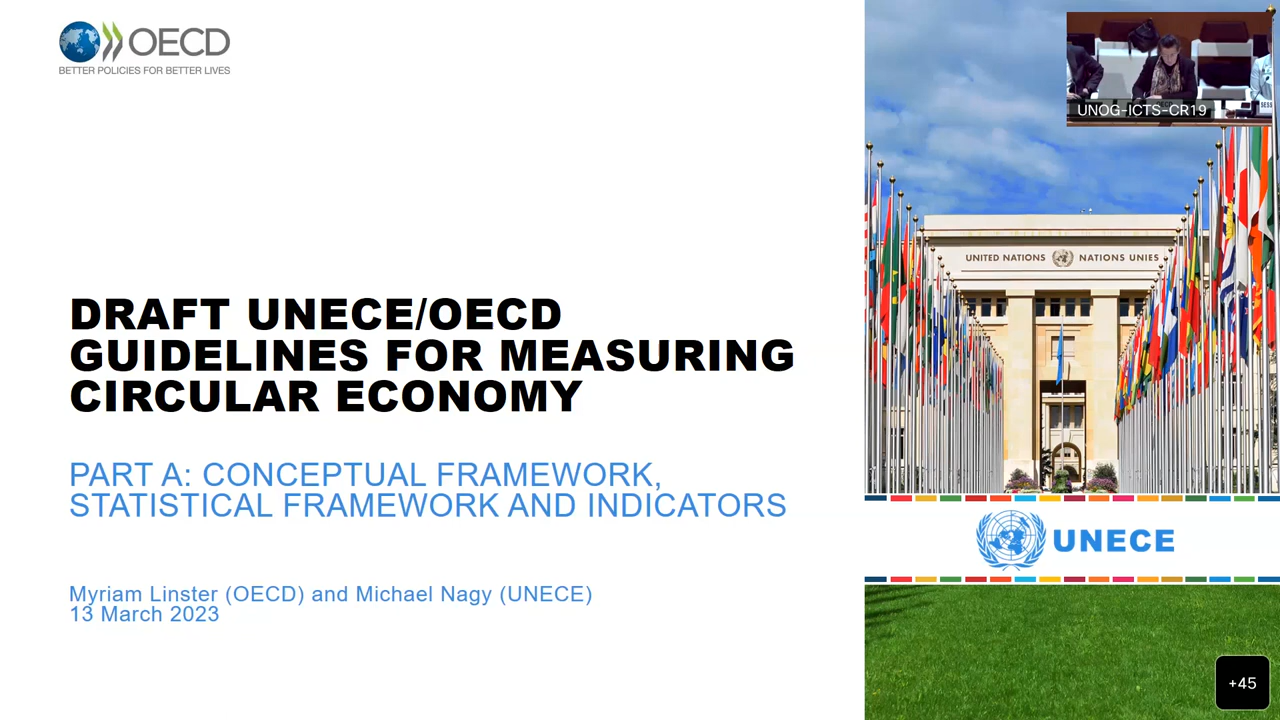 OECD
BETTER POLICIES FOR BETTER LIVES
UNOG-ICTS-CR19
UNITED NATIONS NATIONS UNIES
DRAFT UNECE/OECD
GUIDELINES FOR MEASURING
CIRCULAR ECONOMY
PART A: CONCEPTUAL FRAMEWORK,
STATISTICAL FRAMEWORK AND INDICATORS
UNECE
Myriam Linster (OECD) and Michael Nagy (UNECE)
13 March 2023
+45